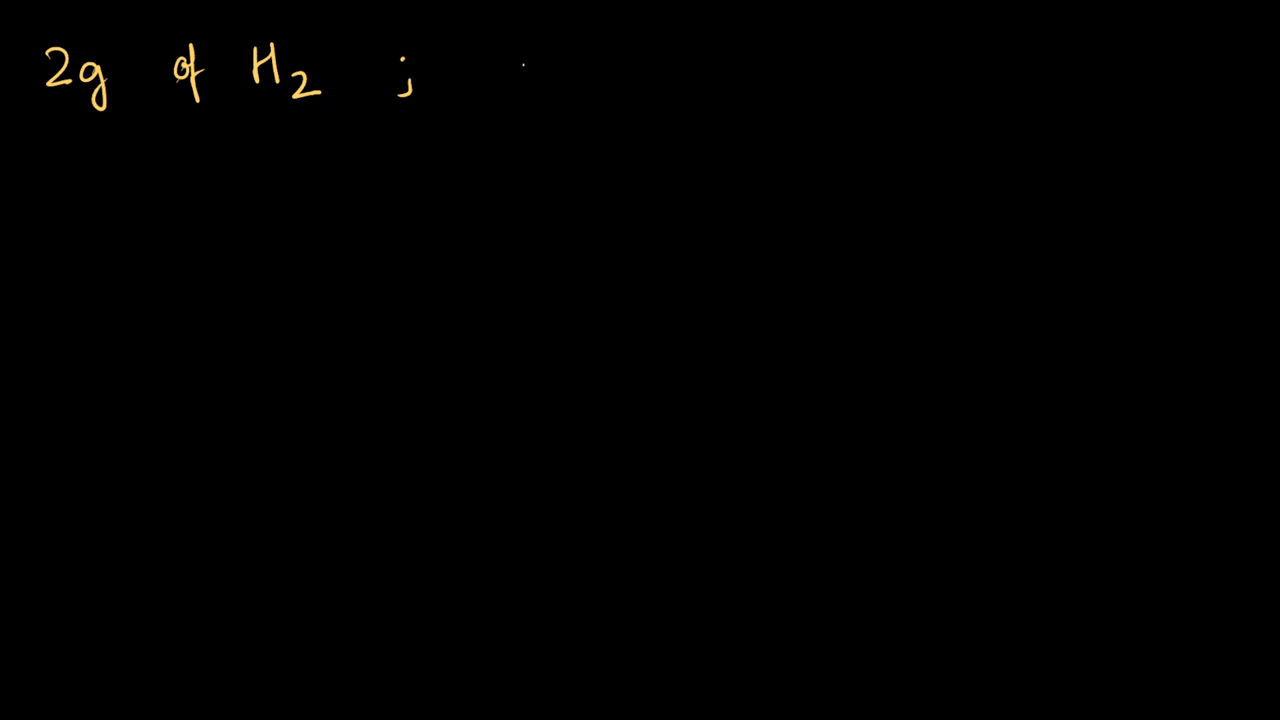 2g of H₂ ;